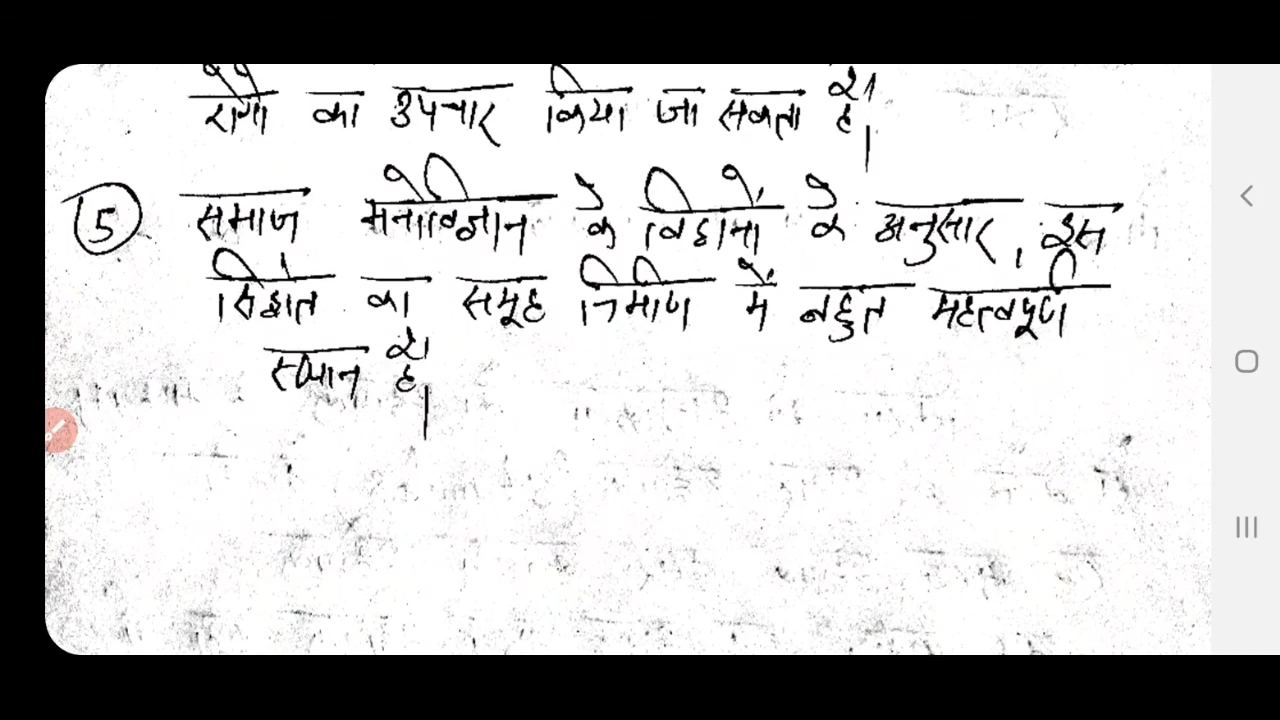 रोगों का उपचार किया जा सकता है।
5 समाज मनोविज्ञान के विद्वानों के अनुसार, इस
सिद्धांत का समूह निर्माण में बहुत महत्वपूर्ण
स्थान है।